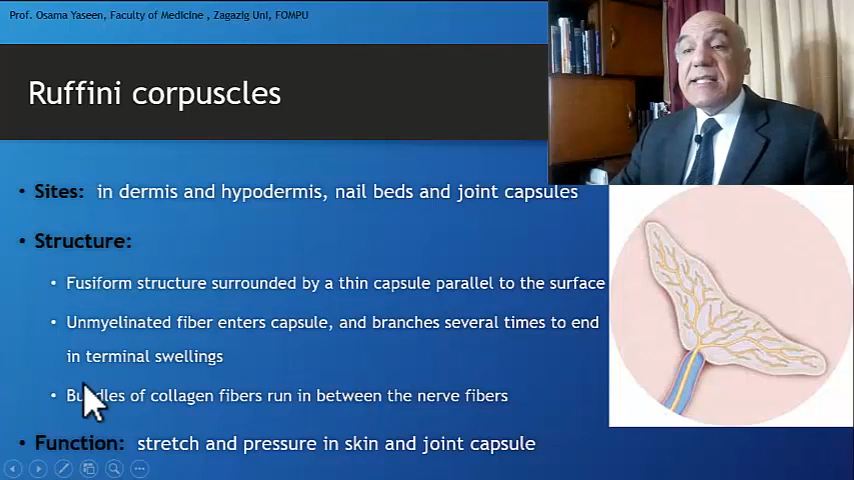 Prof. Osama Yaseen, Faculty of Medicine , Zagazig Uni, FOMPU
Ruffini corpuscles
• Sites: in dermis and hypodermis, nail beds and joint capsules
• Structure:
• Fusiform structure surrounded by a thin capsule parallel to the surface
• Unmyelinated fiber enters capsule, and branches several times to end
in terminal swellings
• Bundles of collagen fibers run in between the nerve fibers
• Function: stretch and pressure in skin and joint capsule